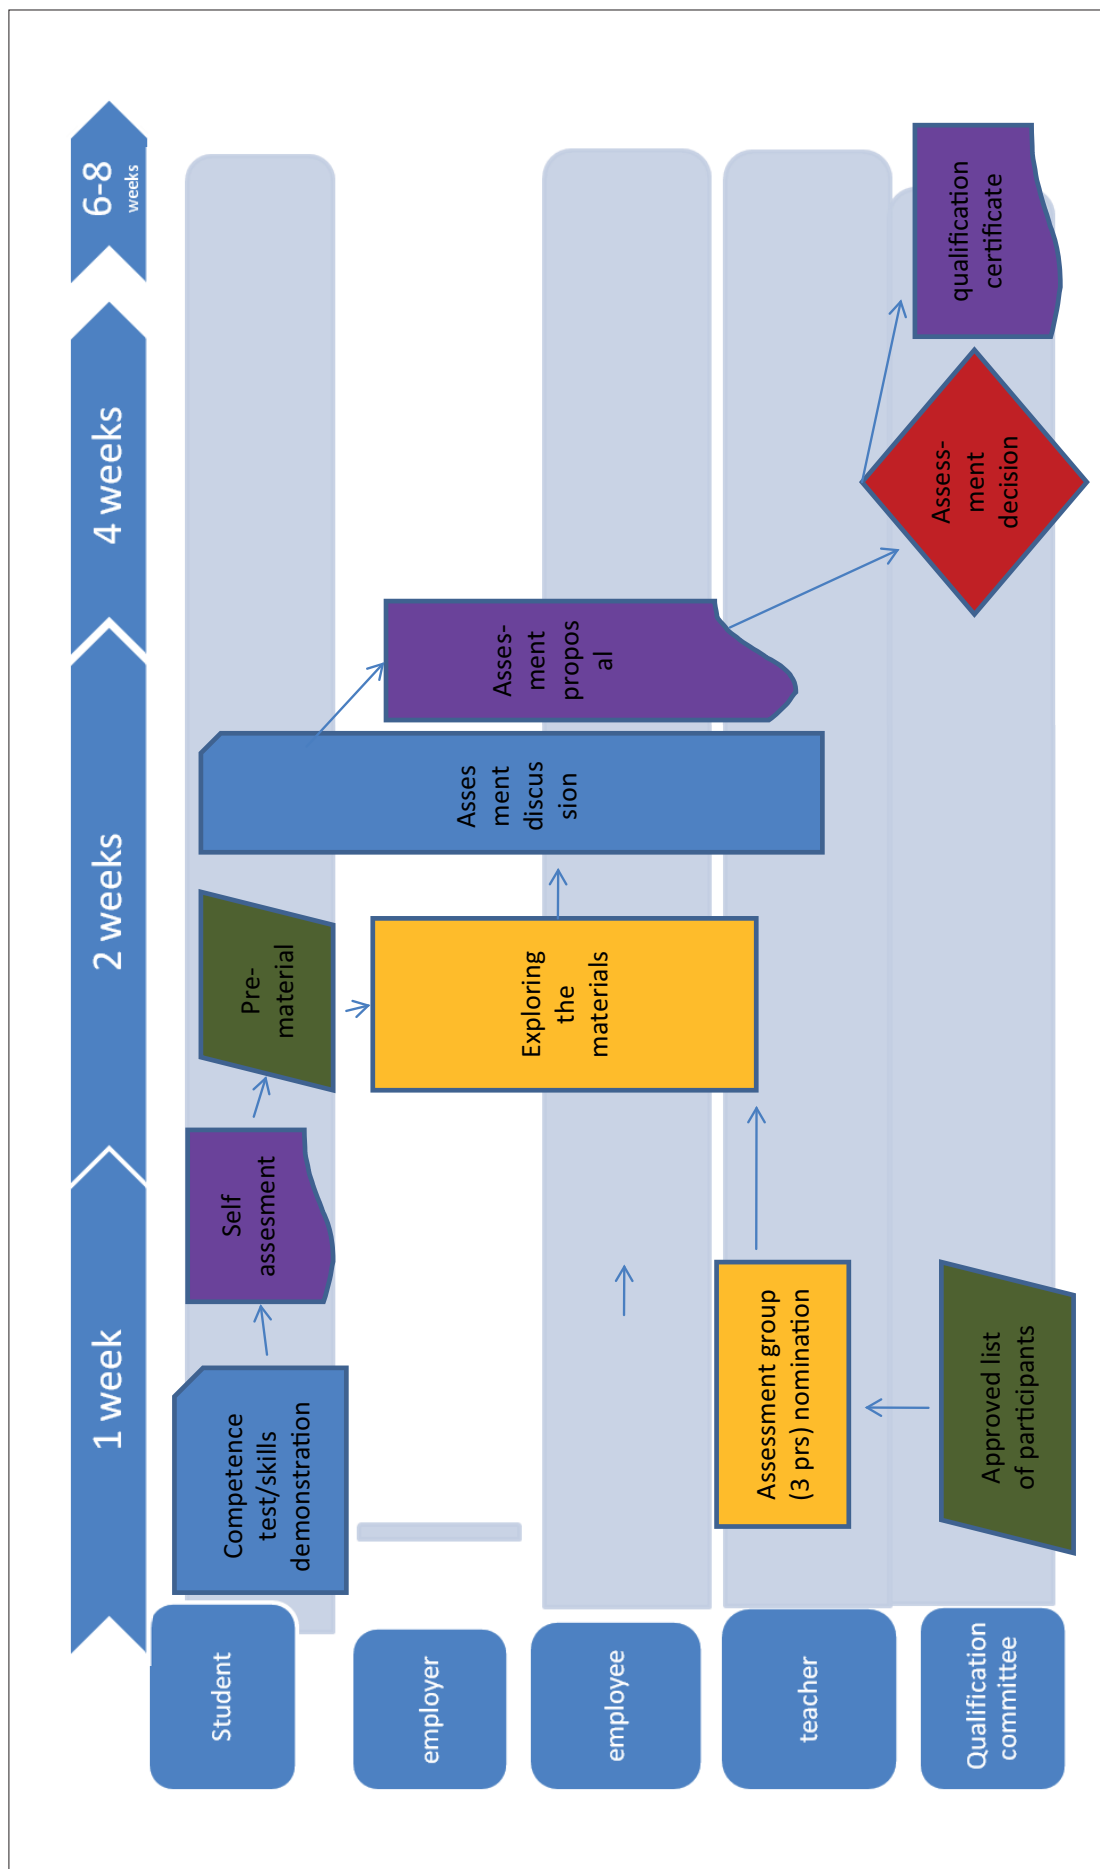 1 week
2 weeks
4 weeks
6-8
weeks
Student
Competence
test/skills
demonstration
Self
assesment
Pre-
material
employer
employee
Exploring
the
materials
Asses
ment
discus
sion
Asses-
ment
propos
al
teacher
Assessment group
(3 prs) nomination
Qualification
committee
Approved list
of participants
Assess-
ment
decision
qualification
certificate